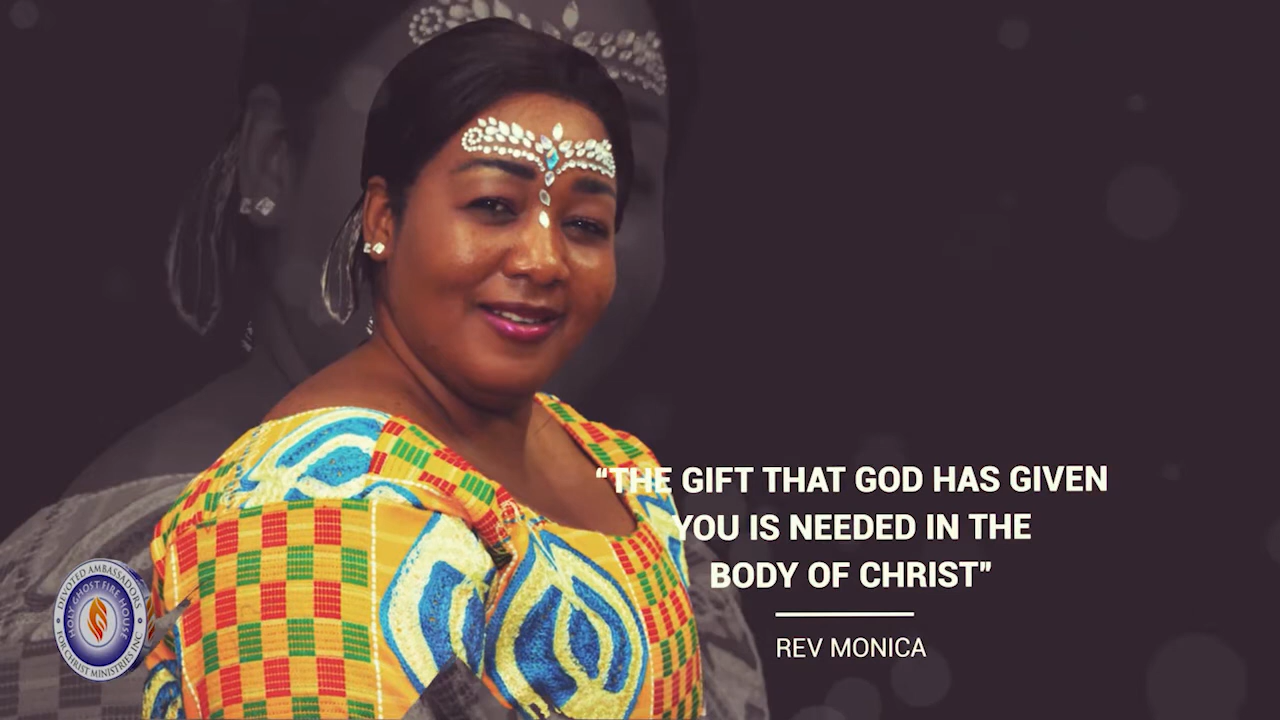 “THE GIFT THAT GOD HAS GIVEN
YOU IS NEEDED IN THE
BODY OF CHRIST”
REV MONICA
DEVOTED AMBASSADORS
FOR CHRIST MINISTRIES INC
HOLY GHOST FIRE HOUSE